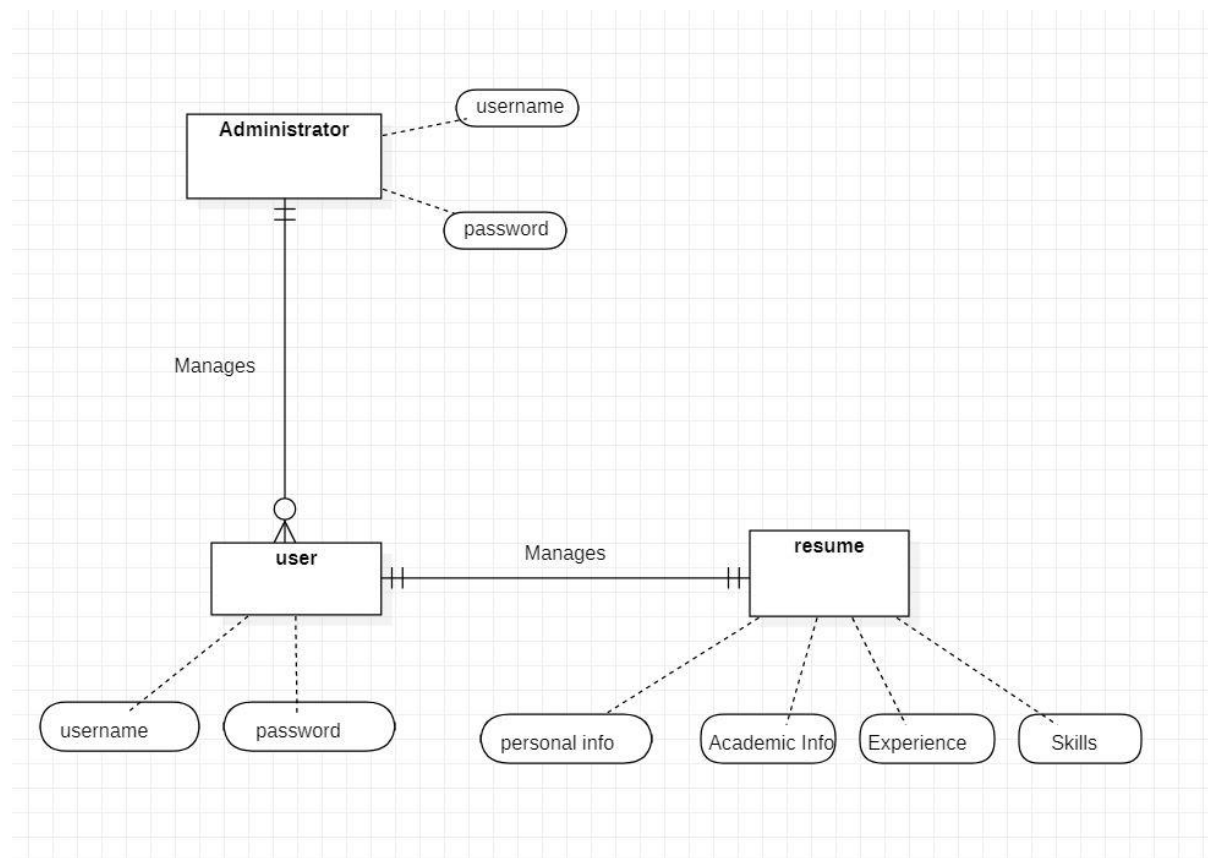 username
Administrator
password
Manages
user
Manages
resume
username
password
personal info
Academic Info
Experience
Skills